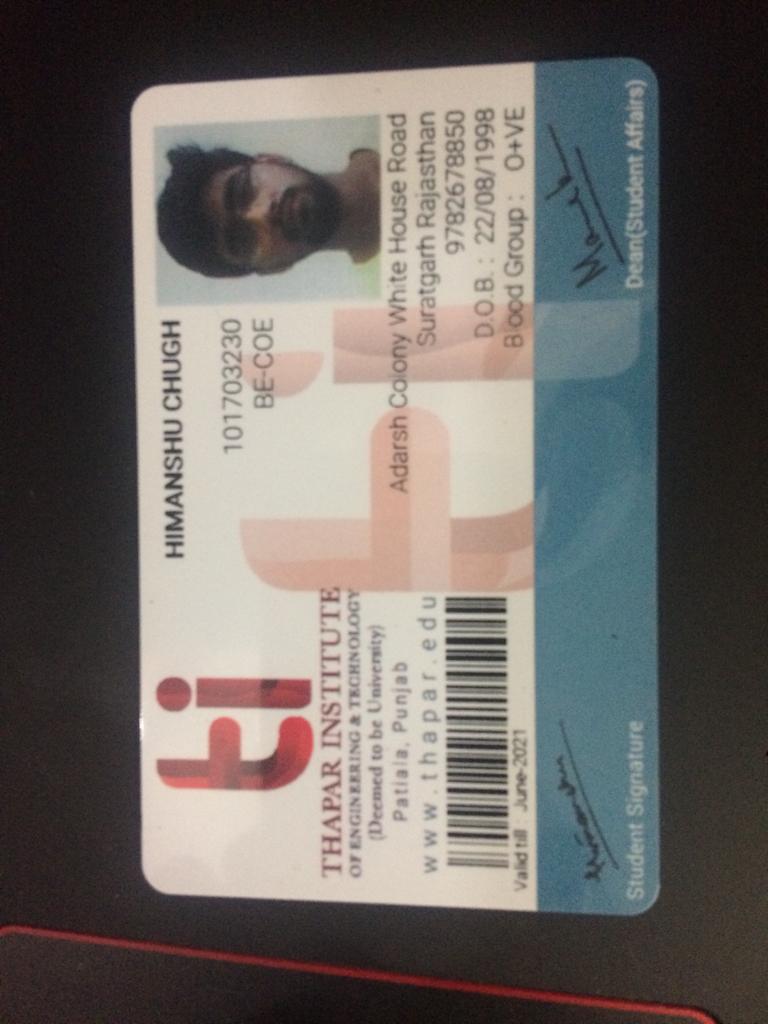 ti
THAPAR INSTITUTE
OF ENGINEERING & TECHNOLOGY
(Deemed to be University)
Patiala, Punjab
www.thapar.edu
Valid till : June-2021
HIMANSHU CHUGH
101703230
BE-COE
Adarsh Colony White House Road
Suratgarh Rajasthan
9782678850
D.O.B. : 22/08/1998
Blood Group : O+VE
Himanshu
Student Signature
Dean(Student Affairs)